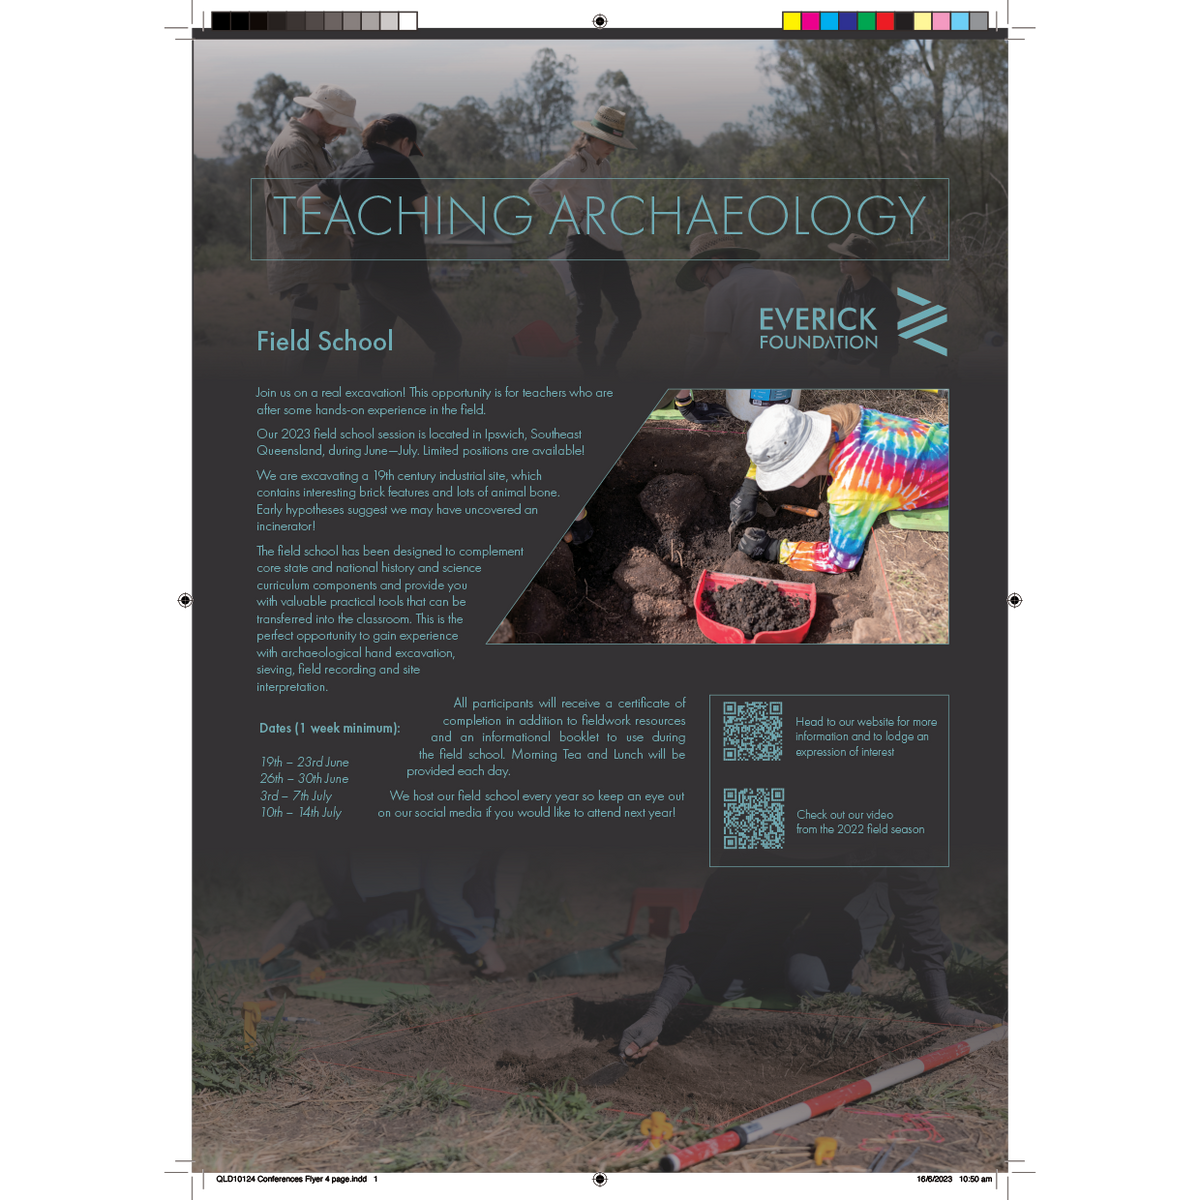 TEACHING ARCHAEOLOGY
EVERICK
FOUNDATION
Field School
Join us on a real excavation! This opportunity is for teachers who are
after some hands-on experience in the field.
Our 2023 field school session is located in Ipswich, Southeast
Queensland, during June—July. Limited positions are available!
We are excavating a 19th century industrial site, which
contains interesting brick features and lots of animal bone.
Early hypotheses suggest we may have uncovered an
incinerator!
The field school has been designed to complement
core state and national history and science
curriculum components and provide you
with valuable practical tools that can be
transferred into the classroom. This is the
perfect opportunity to gain experience
with archaeological hand excavation,
sieving, field recording and site
interpretation.
Dates (1 week minimum):
19th – 23rd June
26th – 30th June
3rd – 7th July
10th – 14th July
All participants will receive a certificate of
completion in addition to fieldwork resources
and an informational booklet to use during
the field school. Morning Tea and Lunch will be
provided each day.
We host our field school every year so keep an eye out
on our social media if you would like to attend next year!
Head to our website for more
information and to lodge an
expression of interest
Check out our video
from the 2022 field season
QLD10124 Conferences Flyer 4 page.indd 1
16/6/2023 10:50 am